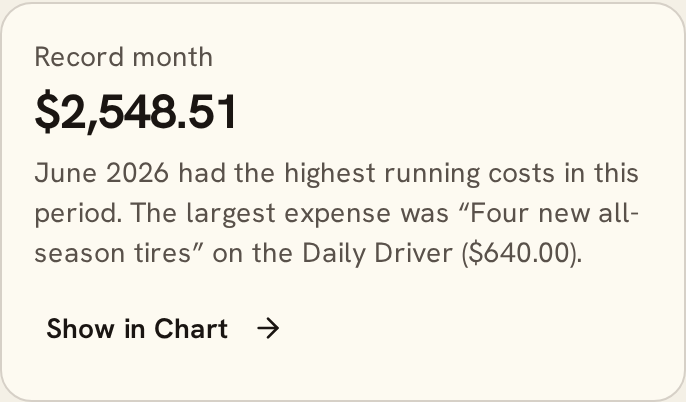 Record month
$2,548.51
June 2026 had the highest running costs in this
period. The largest expense was “Four new all-
season tires” on the Daily Driver ($640.00).
Show in Chart →